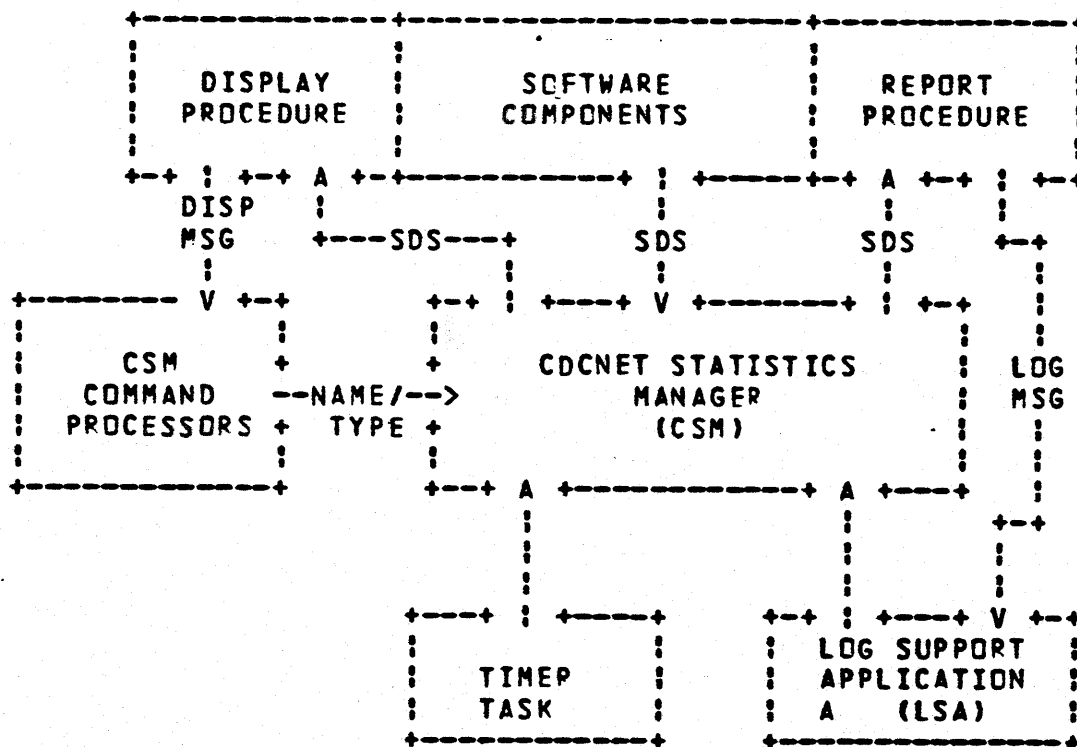 DISPLAY PROCEDURE
SOFTWARE COMPONENTS
REPORT PROCEDURE
A
A
DISP MSG
SDS
SDS
SDS
V
V
CSM COMMAND PROCESSORS
NAME/ TYPE
CDCNET STATISTICS MANAGER (CSM)
LOG MSG
A
A
V
TIMER TASK
LOG SUPPORT APPLICATION
A (LSA)